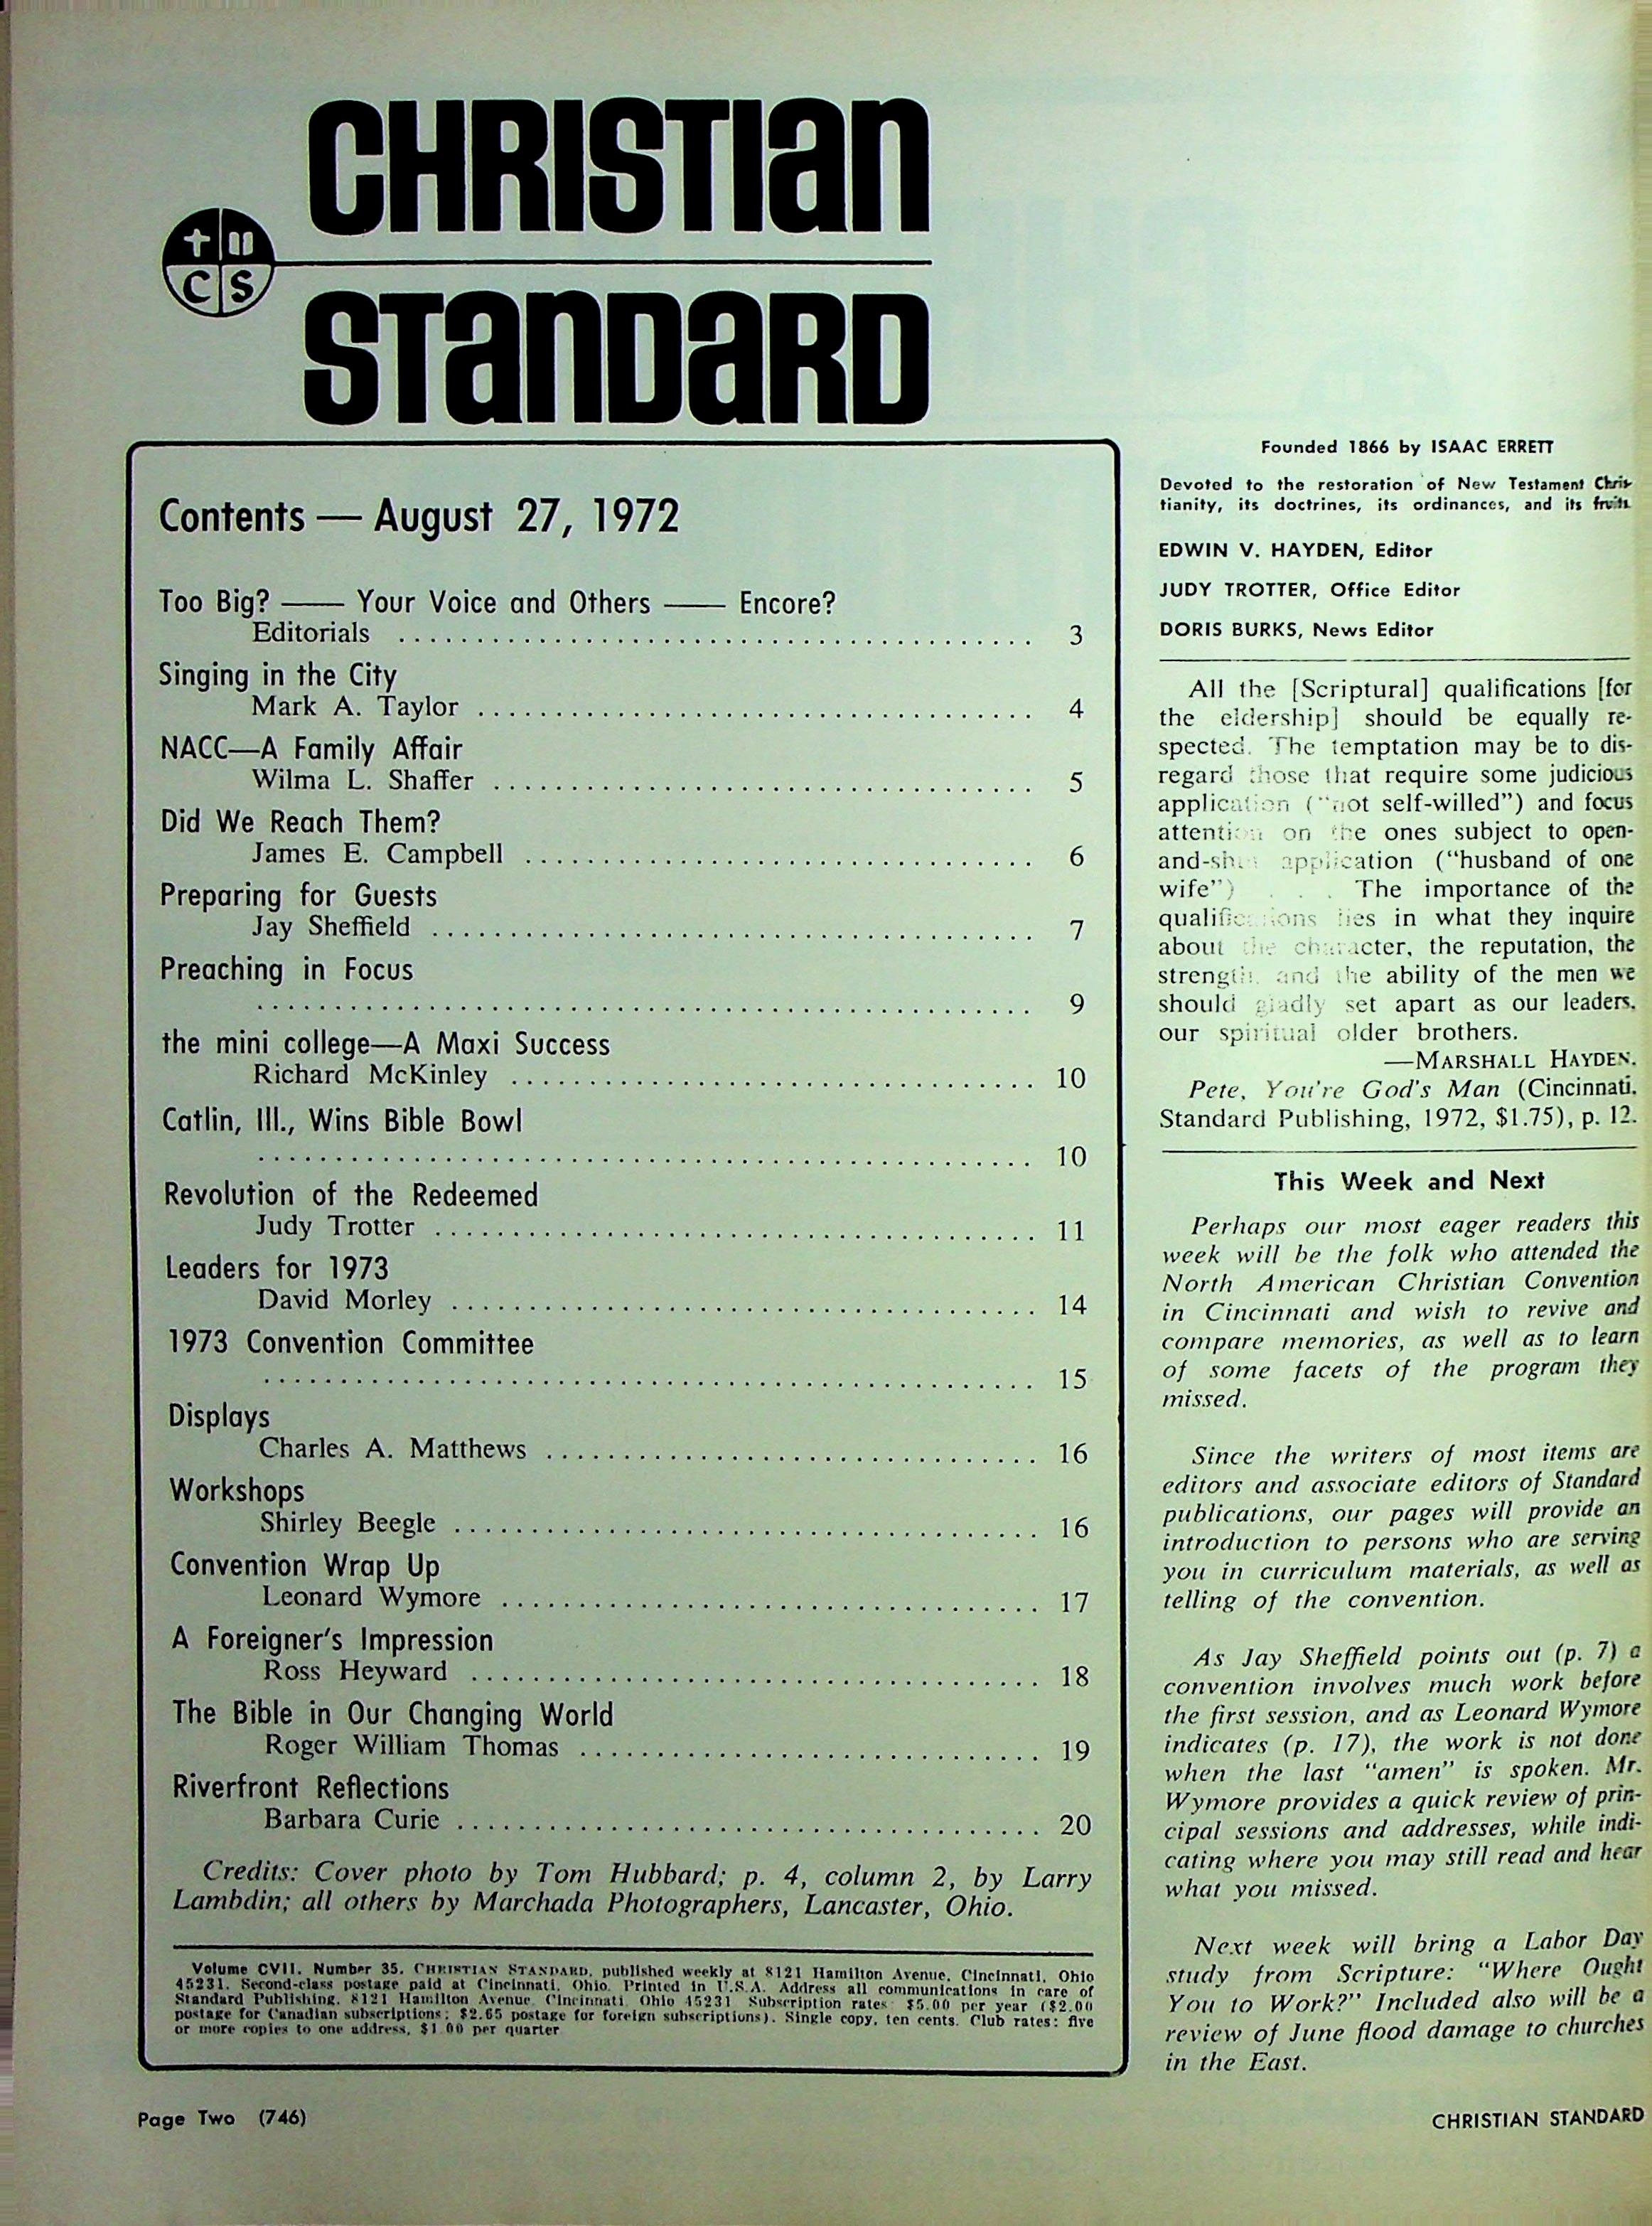 CHRISTIAN
STANDARD
C S
Contents — August 27, 1972
Too Big? —— Your Voice and Others —— Encore?
Editorials ........................................ 3
Singing in the City
Mark A. Taylor ........................................ 4
NACC—A Family Affair
Wilma L. Shaffer ........................................ 5
Did We Reach Them?
James E. Campbell ........................................ 6
Preparing for Guests
Jay Sheffield ........................................ 7
Preaching in Focus
........................................ 9
the mini college—A Maxi Success
Richard McKinley ........................................ 10
Catlin, Ill., Wins Bible Bowl
........................................ 10
Revolution of the Redeemed
Judy Trotter ........................................ 11
Leaders for 1973
David Morley ........................................ 14
1973 Convention Committee
........................................ 15
Displays
Charles A. Matthews ........................................ 16
Workshops
Shirley Beegle ........................................ 16
Convention Wrap Up
Leonard Wymore ........................................ 17
A Foreigner's Impression
Ross Heyward ........................................ 18
The Bible in Our Changing World
Roger William Thomas ........................................ 19
Riverfront Reflections
Barbara Curie ........................................ 20
Credits: Cover photo by Tom Hubbard; p. 4, column 2, by Larry
Lambdin; all others by Marchada Photographers, Lancaster, Ohio.
Volume CVII. Number 35. CHRISTIAN STANDARD, published weekly at 8121 Hamilton Avenue, Cincinnati, Ohio
45231. Second-class postage paid at Cincinnati, Ohio. Printed in U.S.A. Address all communications in care of
Standard Publishing, 8121 Hamilton Avenue, Cincinnati, Ohio 45231. Subscription rates: $5.00 per year ($2.00
postage for Canadian subscriptions; $2.65 postage for foreign subscriptions). Single copy, ten cents. Club rates: five
or more copies to one address, $1.00 per quarter
Founded 1866 by ISAAC ERRETT
Devoted to the restoration of New Testament Chris-
tianity, its doctrines, its ordinances, and its fruits.
EDWIN V. HAYDEN, Editor
JUDY TROTTER, Office Editor
DORIS BURKS, News Editor
All the [Scriptural] qualifications [for
the eldership] should be equally re-
spected. The temptation may be to dis-
regard those that require some judicious
application ("not self-willed") and focus
attention on the ones subject to open-
and-shut application ("husband of one
wife") . . . The importance of the
qualifications lies in what they inquire
about the character, the reputation, the
strength, and the ability of the men we
should gladly set apart as our leaders,
our spiritual older brothers.
—MARSHALL HAYDEN,
Pete, You're God's Man (Cincinnati,
Standard Publishing, 1972, $1.75), p. 12.
This Week and Next
Perhaps our most eager readers this
week will be the folk who attended the
North American Christian Convention
in Cincinnati and wish to revive and
compare memories, as well as to learn
of some facets of the program they
missed.
Since the writers of most items are
editors and associate editors of Standard
publications, our pages will provide an
introduction to persons who are serving
you in curriculum materials, as well as
telling of the convention.
As Jay Sheffield points out (p. 7) a
convention involves much work before
the first session, and as Leonard Wymore
indicates (p. 17), the work is not done
when the last "amen" is spoken. Mr.
Wymore provides a quick review of prin-
cipal sessions and addresses, while indi-
cating where you may still read and hear
what you missed.
Next week will bring a Labor Day
study from Scripture: "Where Ought
You to Work?" Included also will be a
review of June flood damage to churches
in the East.
Page Two (746)
CHRISTIAN STANDARD